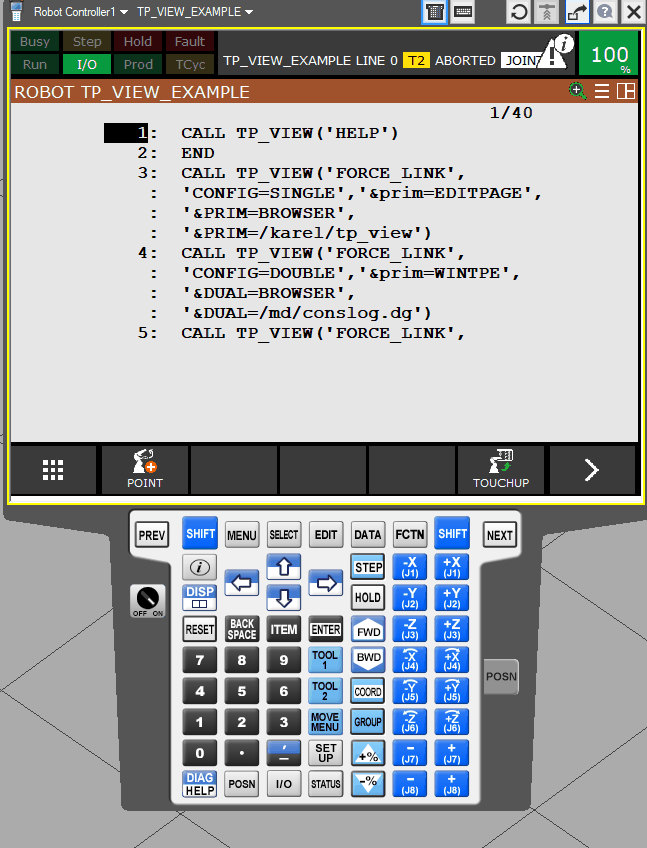 Robot Controller1 TP_VIEW_EXAMPLE
Busy Step Hold Fault
Run I/O Prod TCyc
TP_VIEW_EXAMPLE LINE 0 T2 ABORTED JOINT
100 %
ROBOT TP_VIEW_EXAMPLE
1/40
1: CALL TP_VIEW('HELP')
2: END
3: CALL TP_VIEW('FORCE_LINK',
: 'CONFIG=SINGLE','&prim=EDITPAGE',
: '&PRIM=BROWSER',
: '&PRIM=/karel/tp_view')
4: CALL TP_VIEW('FORCE_LINK',
: 'CONFIG=DOUBLE','&prim=WINTPE',
: '&DUAL=BROWSER',
: '&DUAL=/md/conslog.dg')
5: CALL TP_VIEW('FORCE_LINK',
POINT TOUCHUP
PREV SHIFT MENU SELECT EDIT DATA FCTN SHIFT NEXT
i STEP -X (J1) +X (J1)
OFF ON DISP HOLD -Y (J2) +Y (J2)
RESET BACK SPACE ITEM ENTER FWD -Z (J3) +Z (J3)
7 8 9 TOOL 1 BWD -X (J4) +X (J4)
4 5 6 TOOL 2 COORD -Y (J5) +Y (J5) POSN
1 2 3 MOVE MENU GROUP -Z (J6) +Z (J6)
0 . , - SET UP +% - (J7) + (J7)
DIAG HELP POSN I/O STATUS -% - (J8) + (J8)